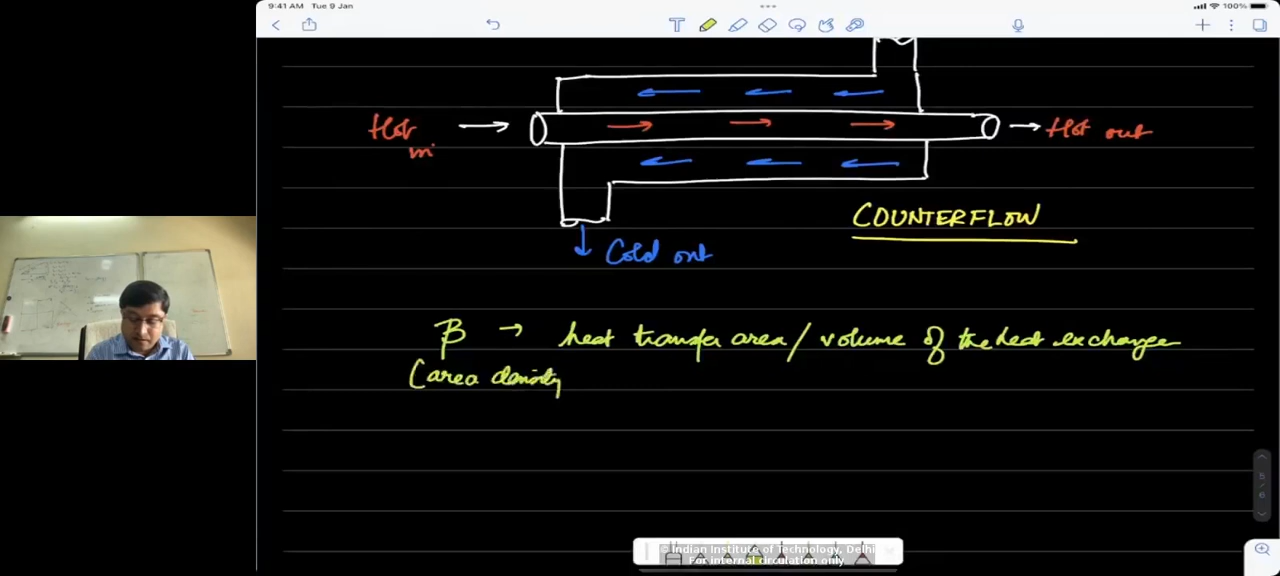 9:41 AM Tue 9 Jan
100%
Hot
in
Hot out
COUNTERFLOW
Cold out
β → heat transfer area / volume of the heat exchanger
(area density
© Indian Institute of Technology, Delhi
For internal circulation only